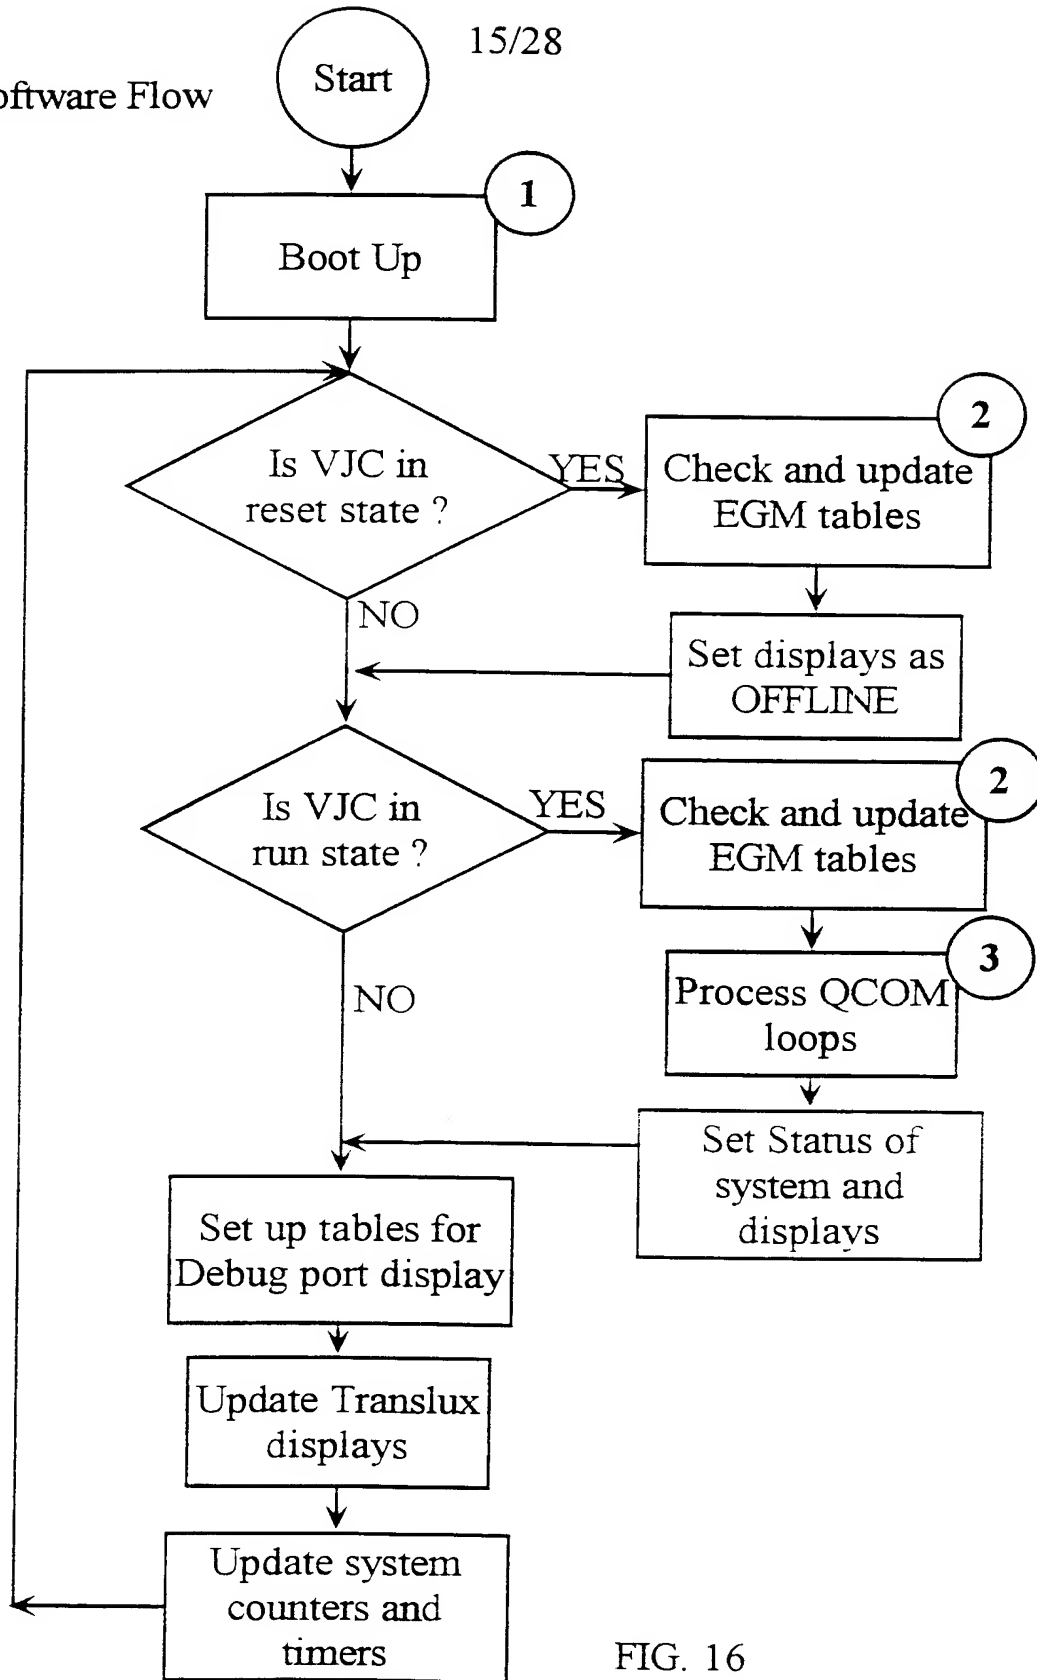 15/28
oftware Flow
Start
1
Boot Up
Is VJC in
reset state ?
YES
2
Check and update
EGM tables
NO
Set displays as
OFFLINE
Is VJC in
run state ?
YES
2
Check and update
EGM tables
NO
3
Process QCOM
loops
Set Status of
system and
displays
Set up tables for
Debug port display
Update Translux
displays
Update system
counters and
timers
FIG. 16